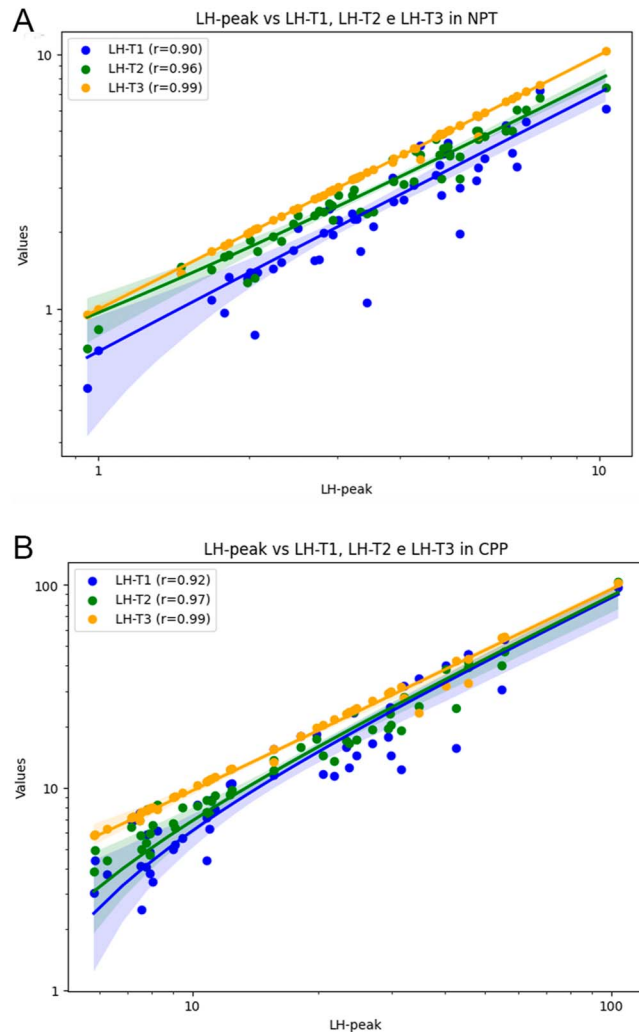 A
LH-peak vs LH-T1, LH-T2 e LH-T3 in NPT
LH-T1 (r=0.90)
LH-T2 (r=0.96)
LH-T3 (r=0.99)
10
1
Values
1
10
LH-peak
B
LH-peak vs LH-T1, LH-T2 e LH-T3 in CPP
LH-T1 (r=0.92)
LH-T2 (r=0.97)
LH-T3 (r=0.99)
100
10
1
Values
10
100
LH-peak